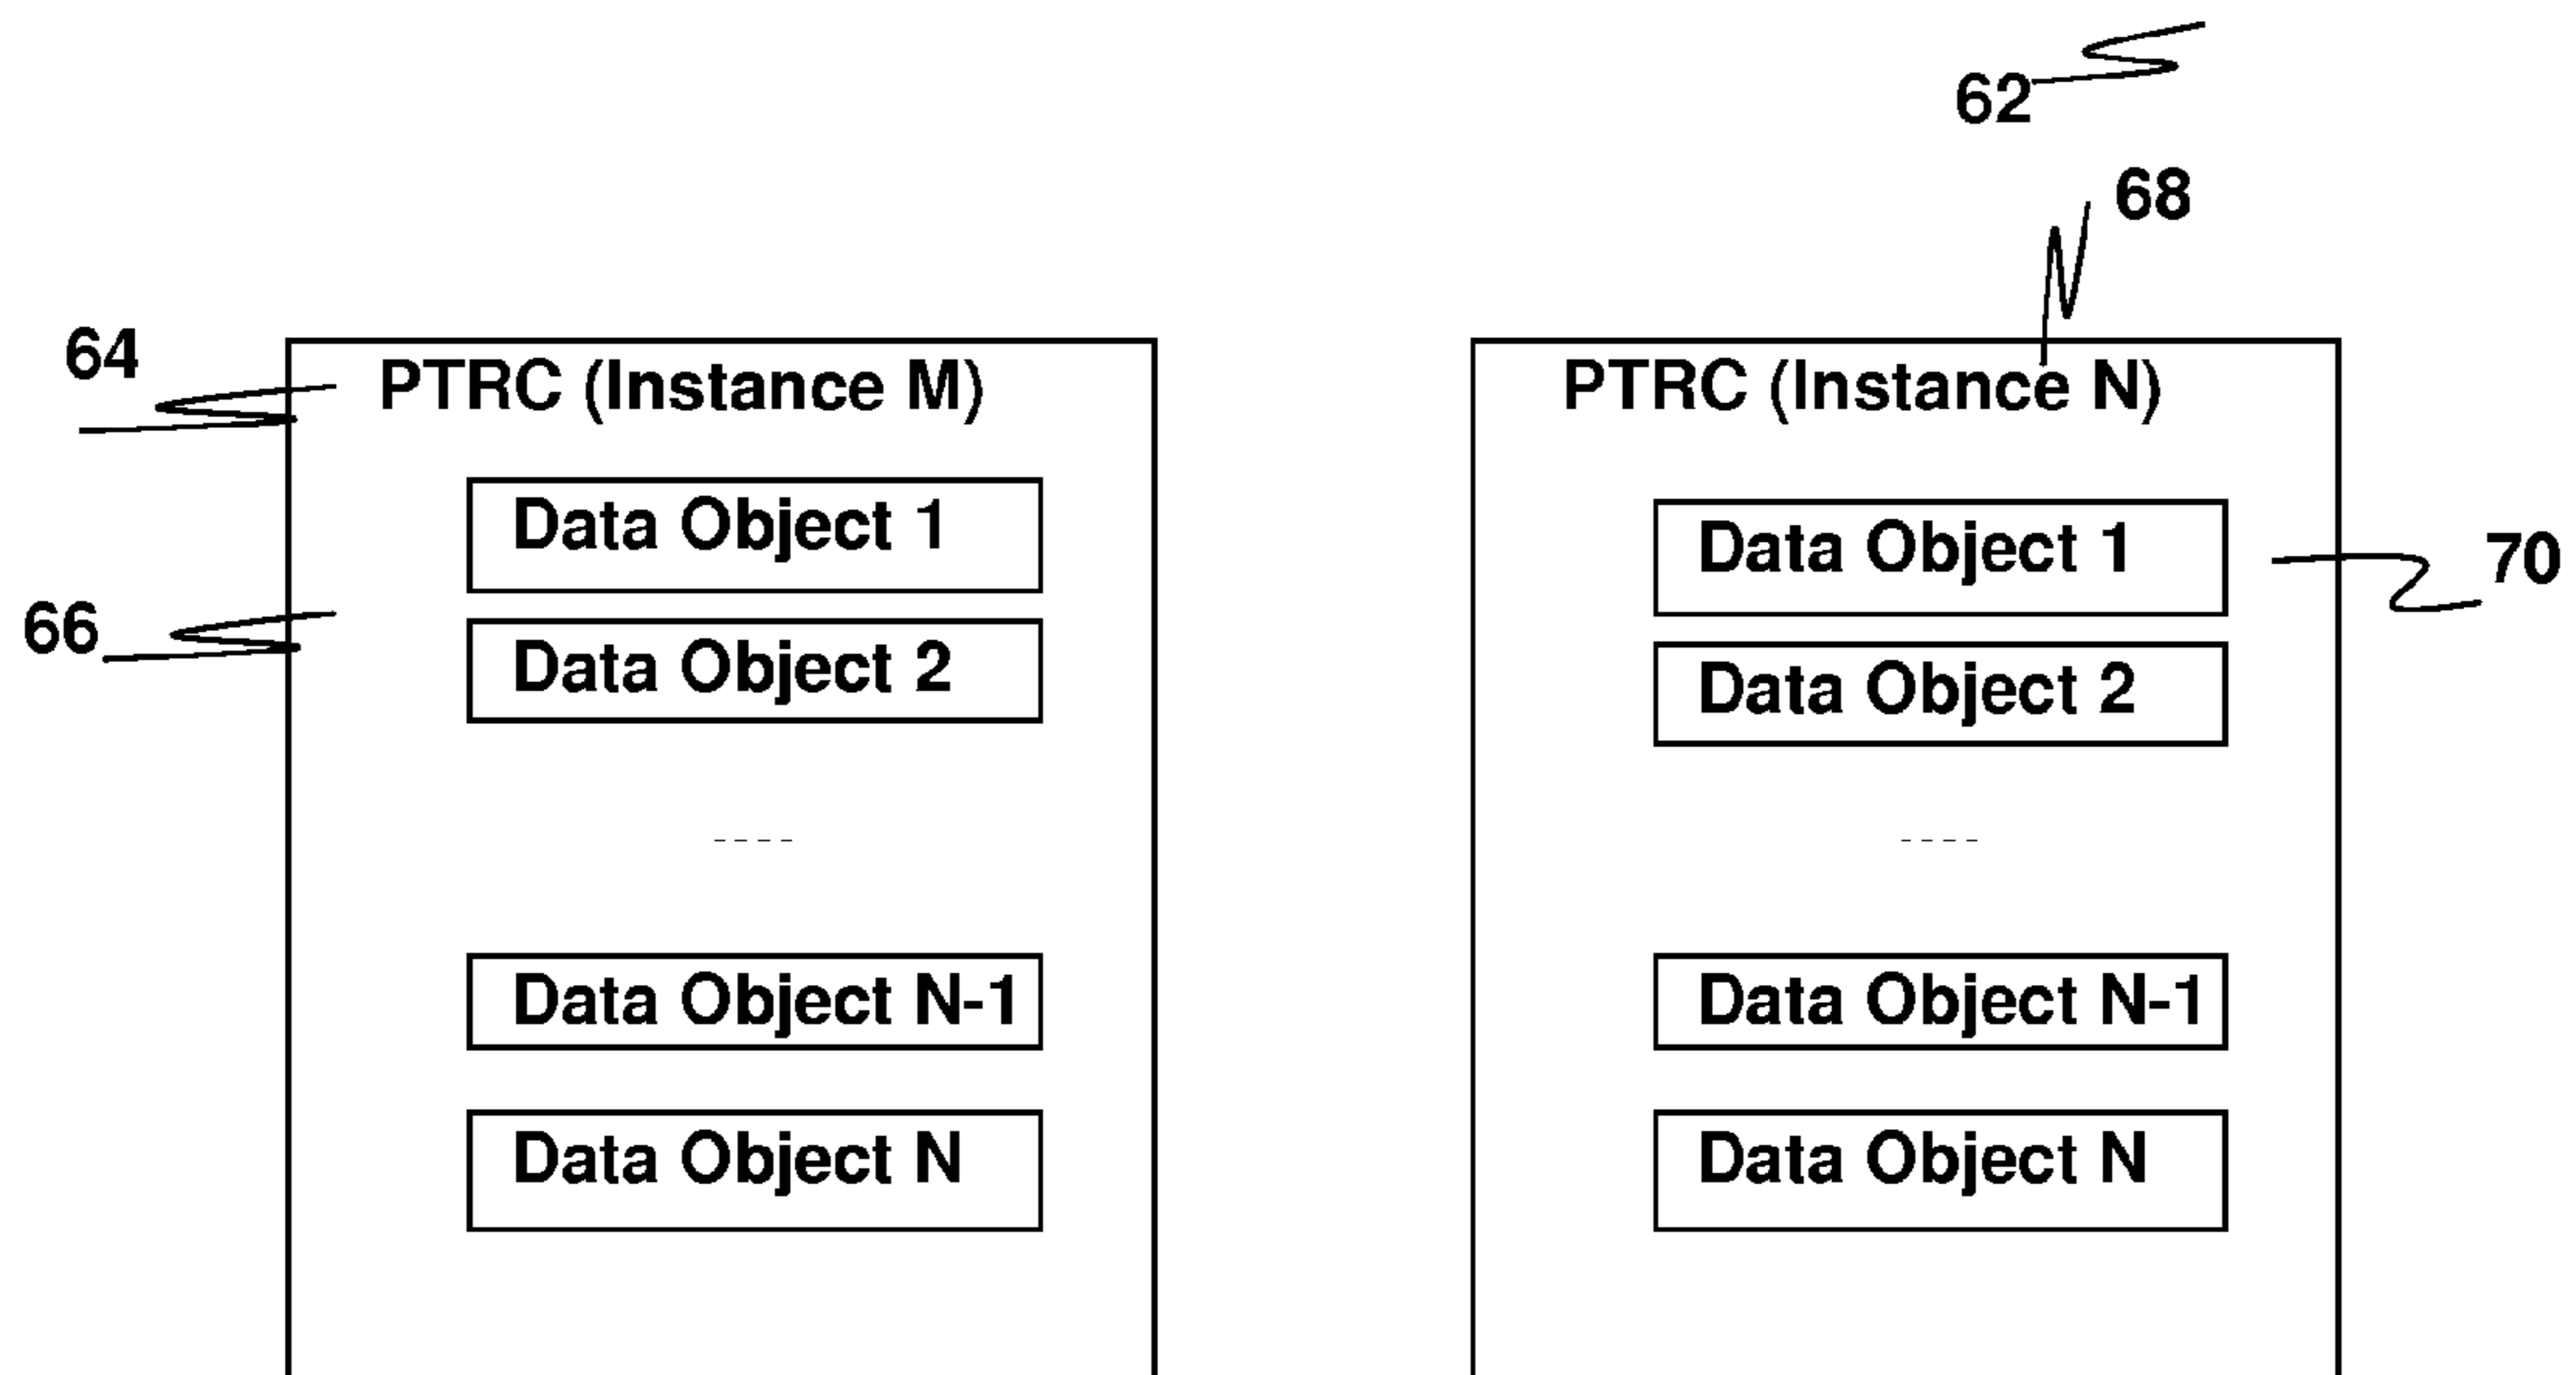 62
68
64
PTRC (Instance M)
Data Object 1
66
Data Object 2
- - - -
Data Object N-1
Data Object N
PTRC (Instance N)
Data Object 1
70
Data Object 2
- - - -
Data Object N-1
Data Object N